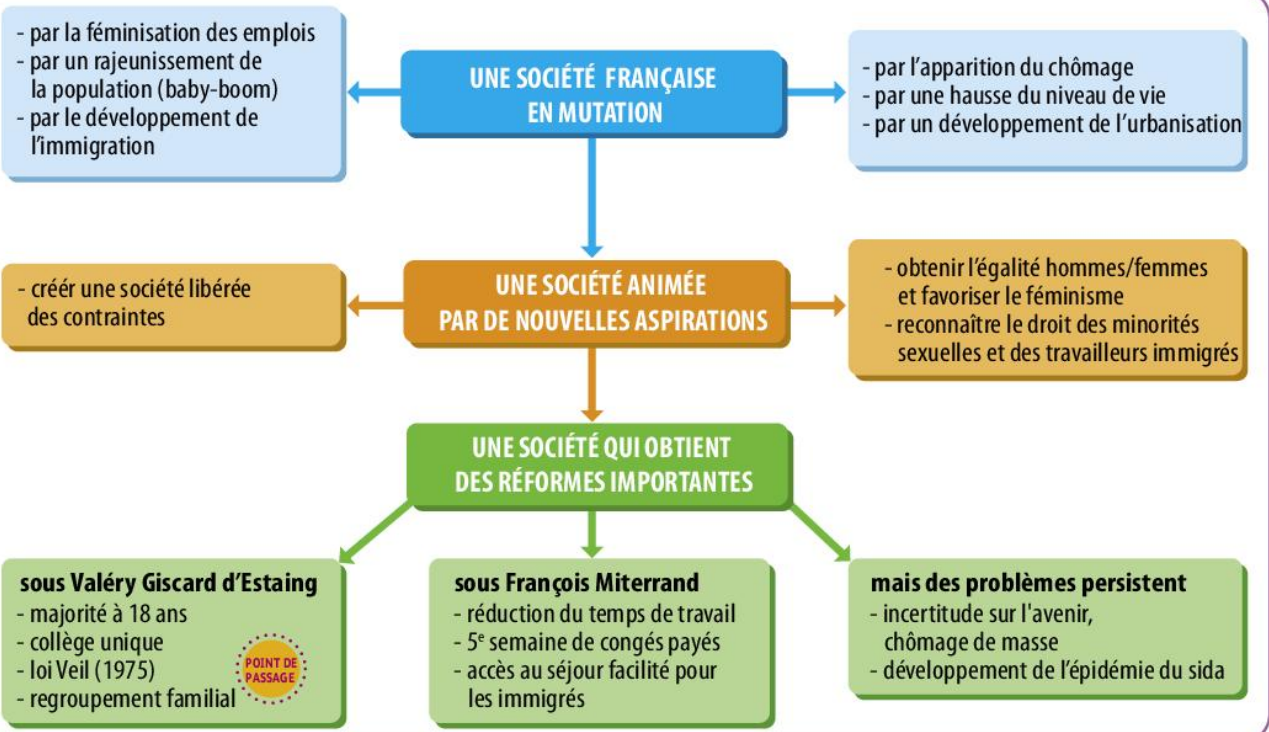 - par la féminisation des emplois
- par un rajeunissement de
la population (baby-boom)
- par le développement de
l'immigration
UNE SOCIÉTÉ FRANÇAISE
EN MUTATION
- par l'apparition du chômage
- par une hausse du niveau de vie
- par un développement de l'urbanisation
- créér une société libérée
des contraintes
UNE SOCIÉTÉ ANIMÉE
PAR DE NOUVELLES ASPIRATIONS
- obtenir l'égalité hommes/femmes
et favoriser le féminisme
- reconnaître le droit des minorités
sexuelles et des travailleurs immigrés
UNE SOCIÉTÉ QUI OBTIENT
DES RÉFORMES IMPORTANTES
sous Valéry Giscard d'Estaing
- majorité à 18 ans
- collège unique
- loi Veil (1975)
- regroupement familial
POINT DE
PASSAGE
sous François Miterrand
- réduction du temps de travail
- 5e semaine de congés payés
- accès au séjour facilité pour
les immigrés
mais des problèmes persistent
- incertitude sur l'avenir,
chômage de masse
- développement de l'épidémie du sida